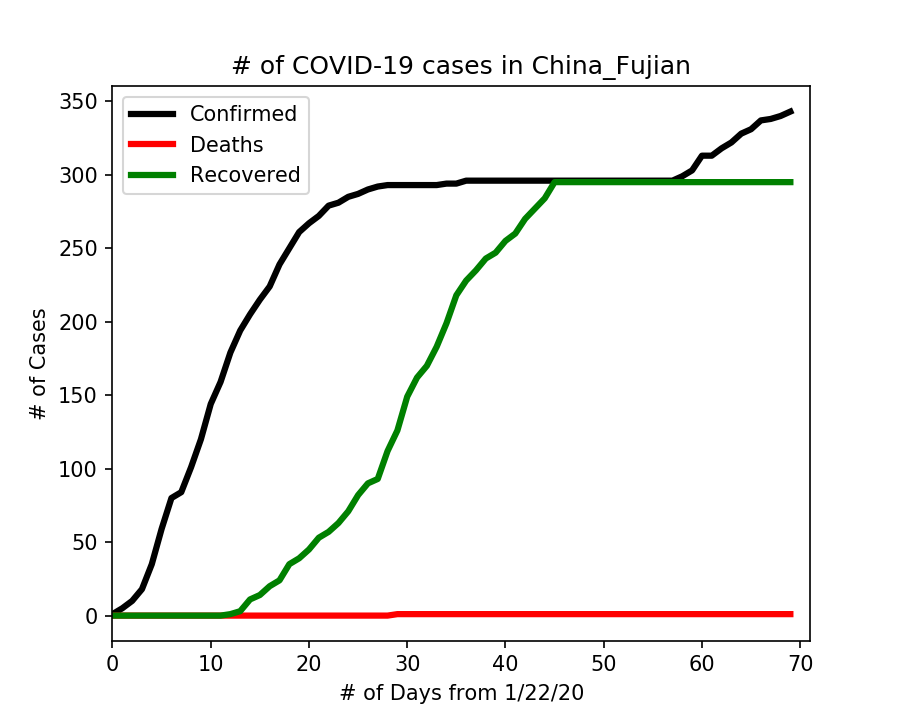 # of COVID-19 cases in China_Fujian
350
300
250
200
150
100
50
0
# of Cases
Confirmed
Deaths
Recovered
0 10 20 30 40 50 60 70
# of Days from 1/22/20